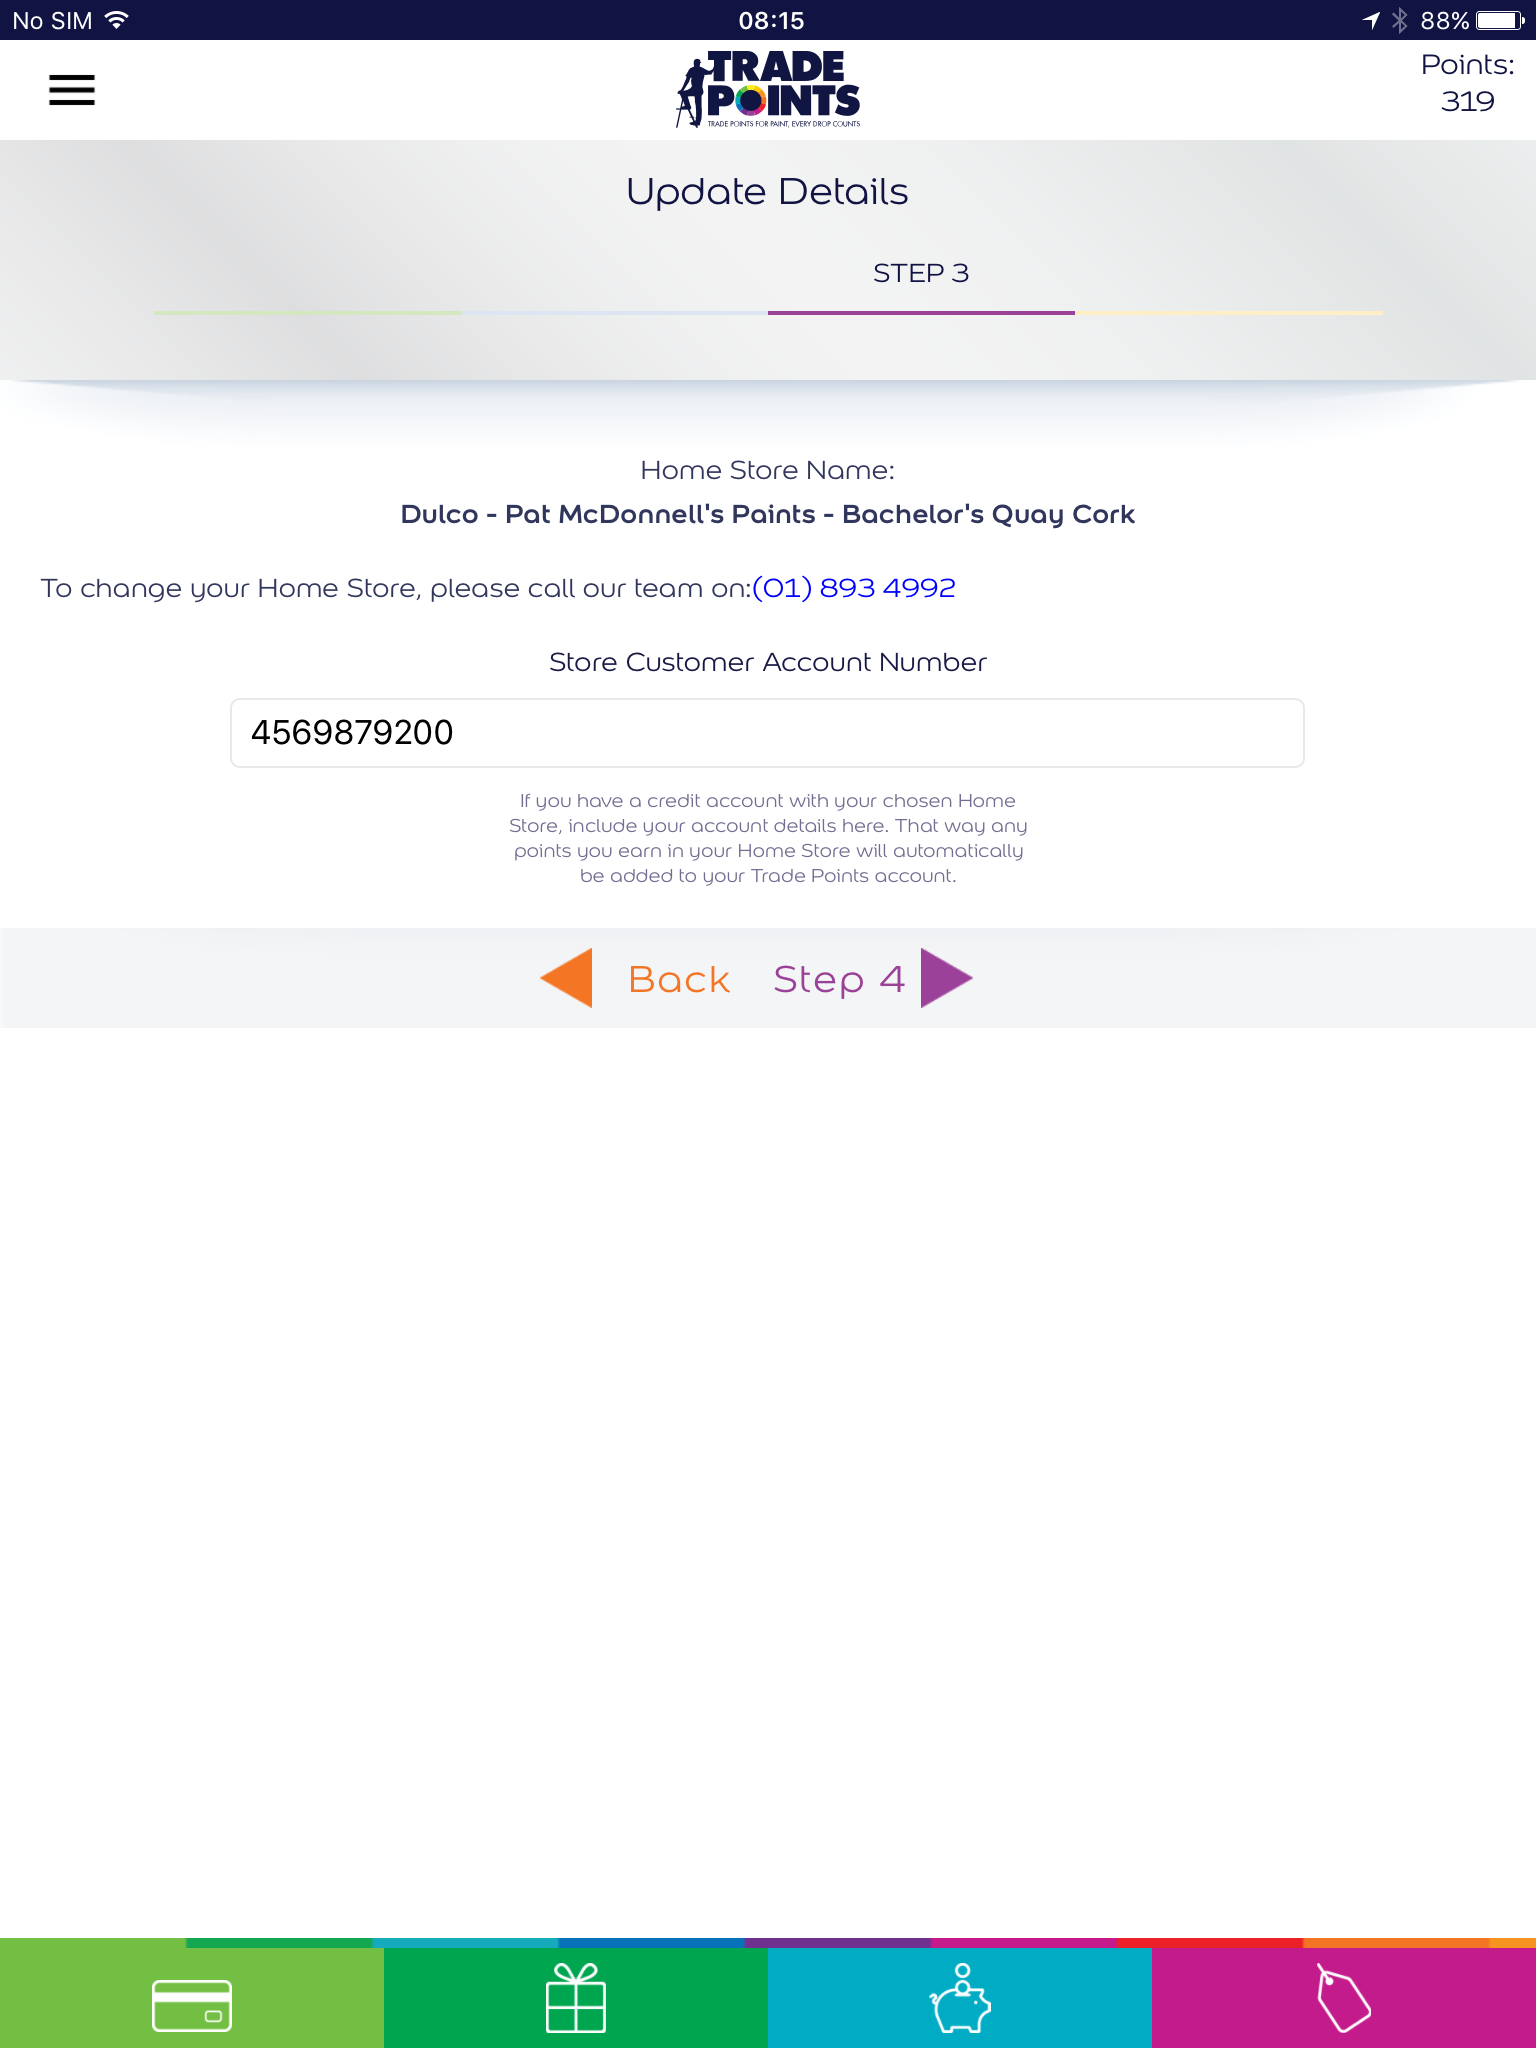 No SIM 08:15 88%
TRADE
POINTS
TRADE POINTS FOR PAINT, EVERY DROP COUNTS
Points:
319
Update Details
STEP 3
Home Store Name:
Dulco - Pat McDonnell's Paints - Bachelor's Quay Cork
To change your Home Store, please call our team on:(01) 893 4992
Store Customer Account Number
4569879200
If you have a credit account with your chosen Home
Store, include your account details here. That way any
points you earn in your Home Store will automatically
be added to your Trade Points account.
Back Step 4